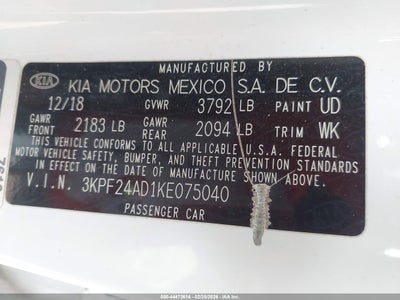 MANUFACTURED BY
KIA KIA MOTORS MEXICO S.A. DE C.V.
12/18 GVWR 3792 LB PAINT UD
GAWR FRONT 2183 LB GAWR REAR 2094 LB TRIM WK
THIS VEHICLE CONFORMS TO ALL APPLICABLE U.S.A. FEDERAL
MOTOR VEHICLE SAFETY, BUMPER, AND THEFT PREVENTION STANDARDS
IN EFFECT ON THE DATE OF MANUFACTURE SHOWN ABOVE.
V.I.N. 3KPF24AD1KE075040
PASSENGER CAR